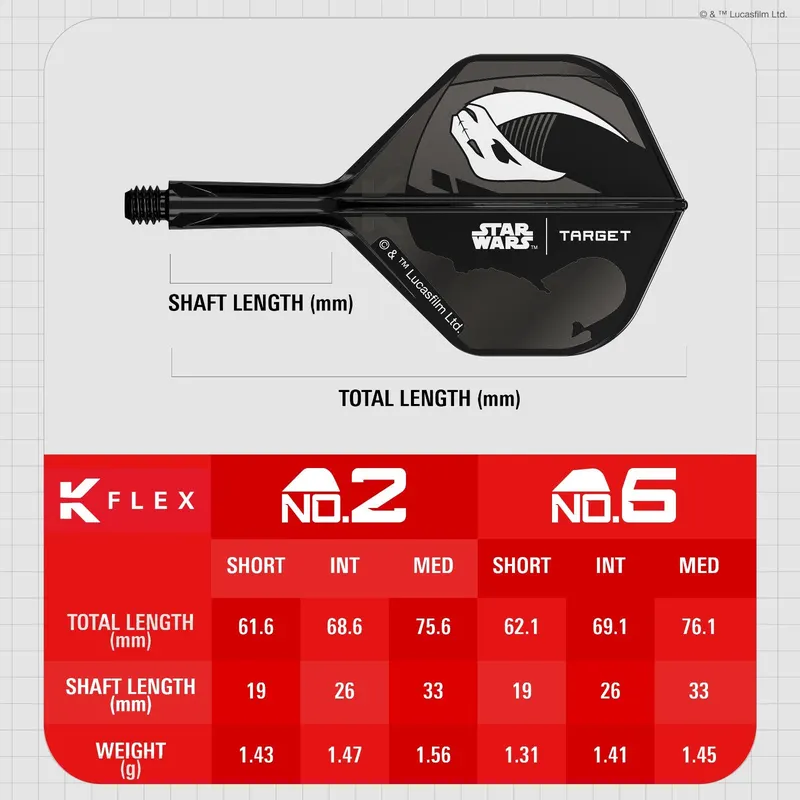 © & ™ Lucasfilm Ltd.
STAR WARS™ | TARGET
© & ™ Lucasfilm Ltd.
SHAFT LENGTH (mm)
TOTAL LENGTH (mm)
K FLEX NO.2 NO.6
SHORT INT MED SHORT INT MED
TOTAL LENGTH (mm) 61.6 68.6 75.6 62.1 69.1 76.1
SHAFT LENGTH (mm) 19 26 33 19 26 33
WEIGHT (g) 1.43 1.47 1.56 1.31 1.41 1.45